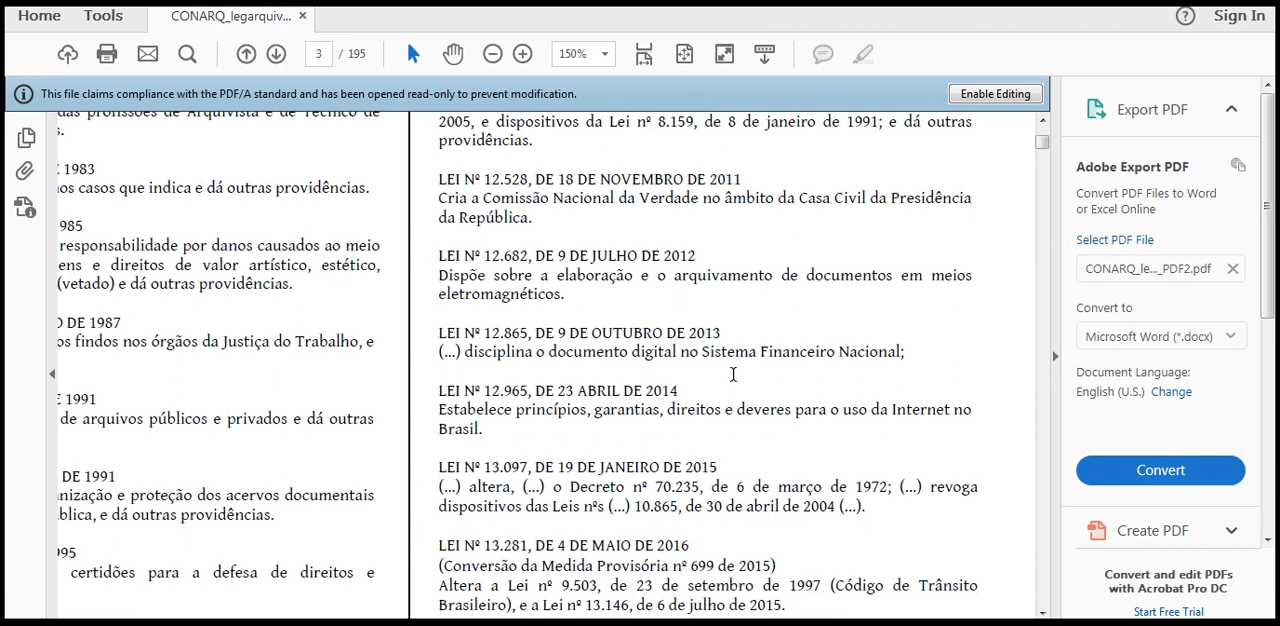 Home
Tools
CONARQ_legarquiv...
Sign In
3 / 195
150%
This file claims compliance with the PDF/A standard and has been opened read-only to prevent modification.
Enable Editing
das profissões de Arquivista e de Técnico de
s.
E 1983
nos casos que indica e dá outras providências.
985
responsabilidade por danos causados ao meio
ens e direitos de valor artístico, estético,
(vetado) e dá outras providências.
O DE 1987
os findos nos órgãos da Justiça do Trabalho, e
E 1991
de arquivos públicos e privados e dá outras
DE 1991
nização e proteção dos acervos documentais
blica, e dá outras providências.
995
certidões para a defesa de direitos e
2005, e dispositivos da Lei nº 8.159, de 8 de janeiro de 1991; e dá outras
providências.
LEI Nº 12.528, DE 18 DE NOVEMBRO DE 2011
Cria a Comissão Nacional da Verdade no âmbito da Casa Civil da Presidência
da República.
LEI Nº 12.682, DE 9 DE JULHO DE 2012
Dispõe sobre a elaboração e o arquivamento de documentos em meios
eletromagnéticos.
LEI Nº 12.865, DE 9 DE OUTUBRO DE 2013
(...) disciplina o documento digital no Sistema Financeiro Nacional;
LEI Nº 12.965, DE 23 ABRIL DE 2014
Estabelece princípios, garantias, direitos e deveres para o uso da Internet no
Brasil.
LEI Nº 13.097, DE 19 DE JANEIRO DE 2015
(...) altera, (...) o Decreto nº 70.235, de 6 de março de 1972; (...) revoga
dispositivos das Leis nºs (...) 10.865, de 30 de abril de 2004 (...).
LEI Nº 13.281, DE 4 DE MAIO DE 2016
(Conversão da Medida Provisória nº 699 de 2015)
Altera a Lei nº 9.503, de 23 de setembro de 1997 (Código de Trânsito
Brasileiro), e a Lei nº 13.146, de 6 de julho de 2015.
Export PDF
Adobe Export PDF
Convert PDF Files to Word
or Excel Online
Select PDF File
CONARQ_le..._PDF2.pdf
Convert to
Microsoft Word (*.docx)
Document Language:
English (U.S.) Change
Convert
Create PDF
Convert and edit PDFs
with Acrobat Pro DC
Start Free Trial